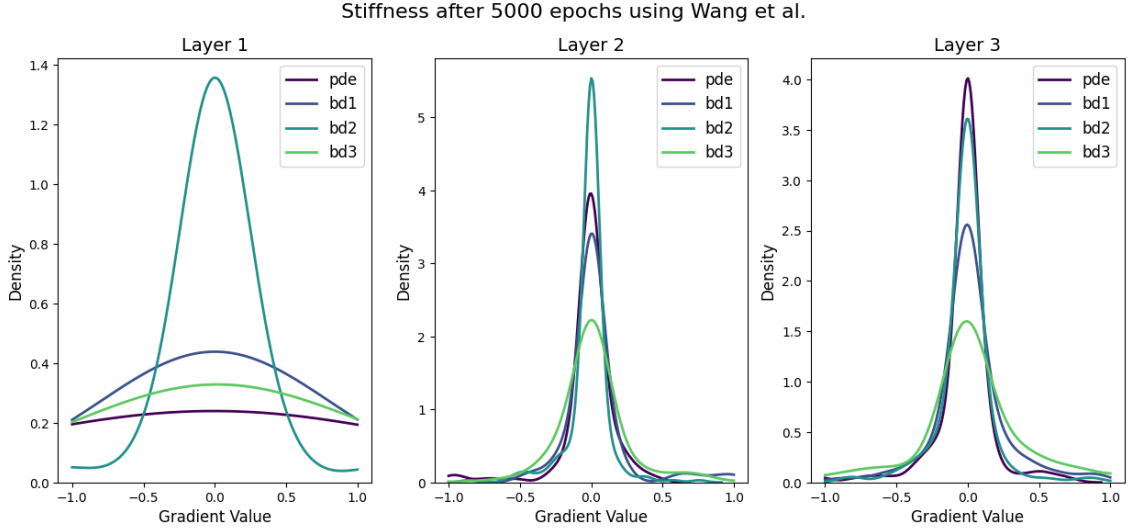 Stiffness after 5000 epochs using Wang et al.
Layer 1
1.4
1.2
1.0
0.8
0.6
0.4
0.2
0.0
Density
pde
bd1
bd2
bd3
−1.0 −0.5 0.0 0.5 1.0
Gradient Value
Layer 2
5
4
3
2
1
0
Density
pde
bd1
bd2
bd3
−1.0 −0.5 0.0 0.5 1.0
Gradient Value
Layer 3
4.0
3.5
3.0
2.5
2.0
1.5
1.0
0.5
0.0
Density
pde
bd1
bd2
bd3
−1.0 −0.5 0.0 0.5 1.0
Gradient Value